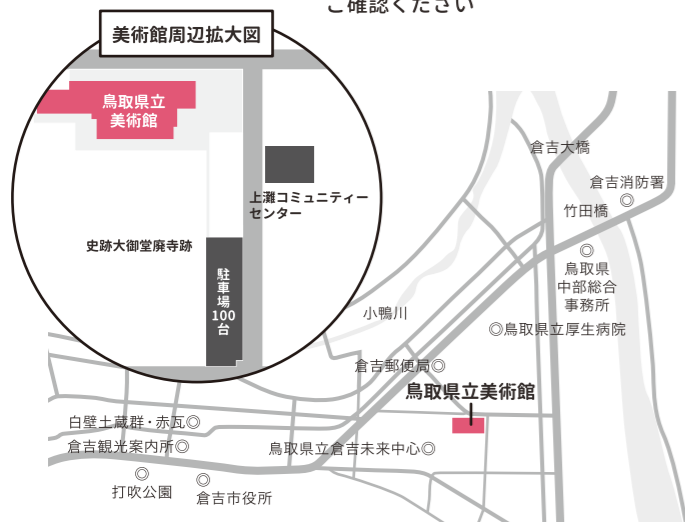 ご確認ください
美術館周辺拡大図
鳥取県立
美術館
上灘コミュニティー
センター
史跡大御堂廃寺跡
駐車場
100
台
倉吉大橋
倉吉消防署
◎
竹田橋
◎
鳥取県
中部総合
事務所
小鴨川
◎鳥取県立厚生病院
倉吉郵便局◎
鳥取県立美術館
白壁土蔵群・赤瓦◎
倉吉観光案内所◎
鳥取県立倉吉未来中心◎
◎
打吹公園
◎
倉吉市役所